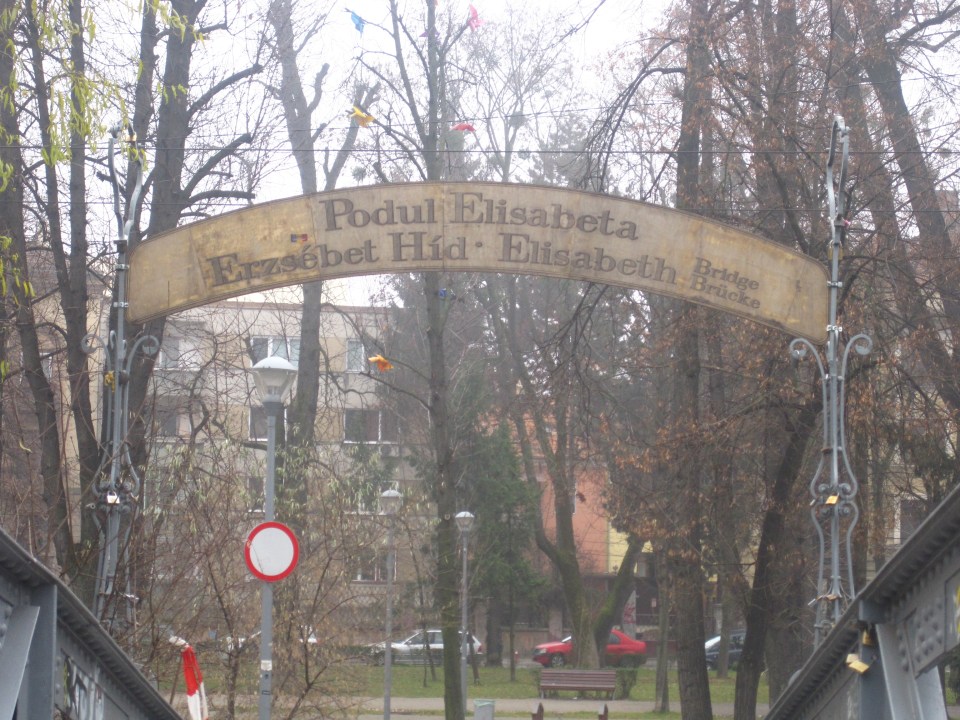 Podul Elisabeta
Erzsébet Híd · Elisabeth Bridge
Brücke